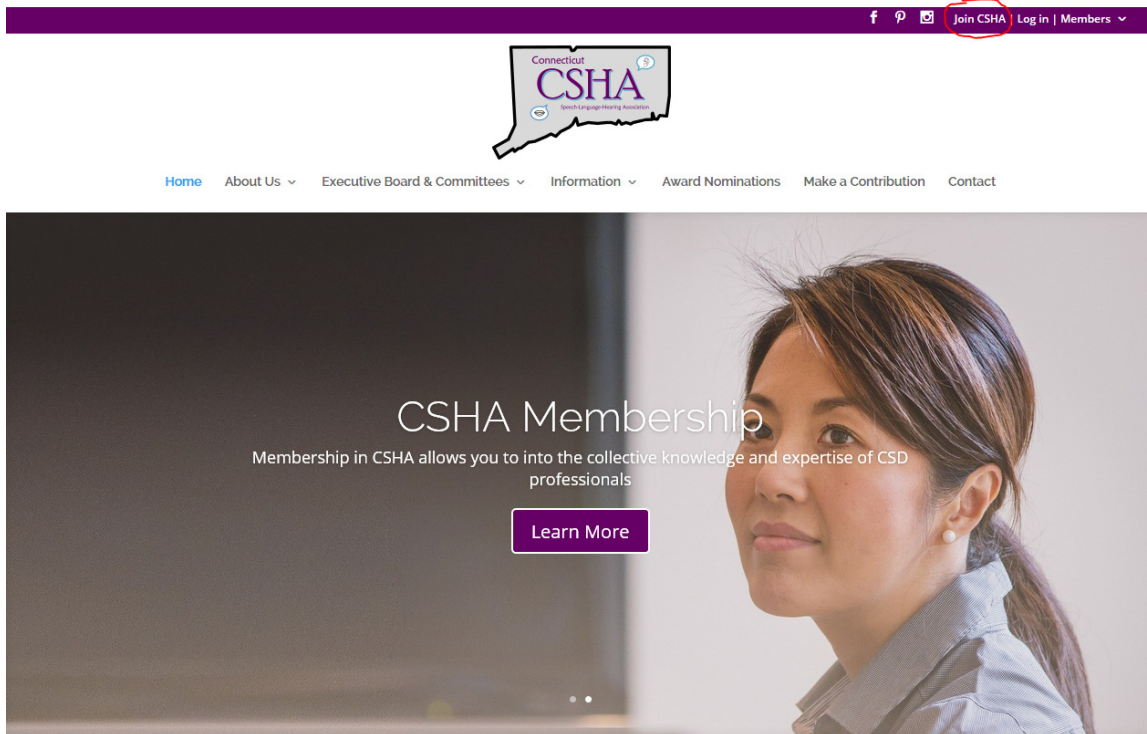 Join CSHA | Log in | Members
Connecticut
CSHA
Speech-Language-Hearing Association
Home About Us Executive Board & Committees Information Award Nominations Make a Contribution Contact
CSHA Membership
Membership in CSHA allows you to into the collective knowledge and expertise of CSD
professionals
Learn More